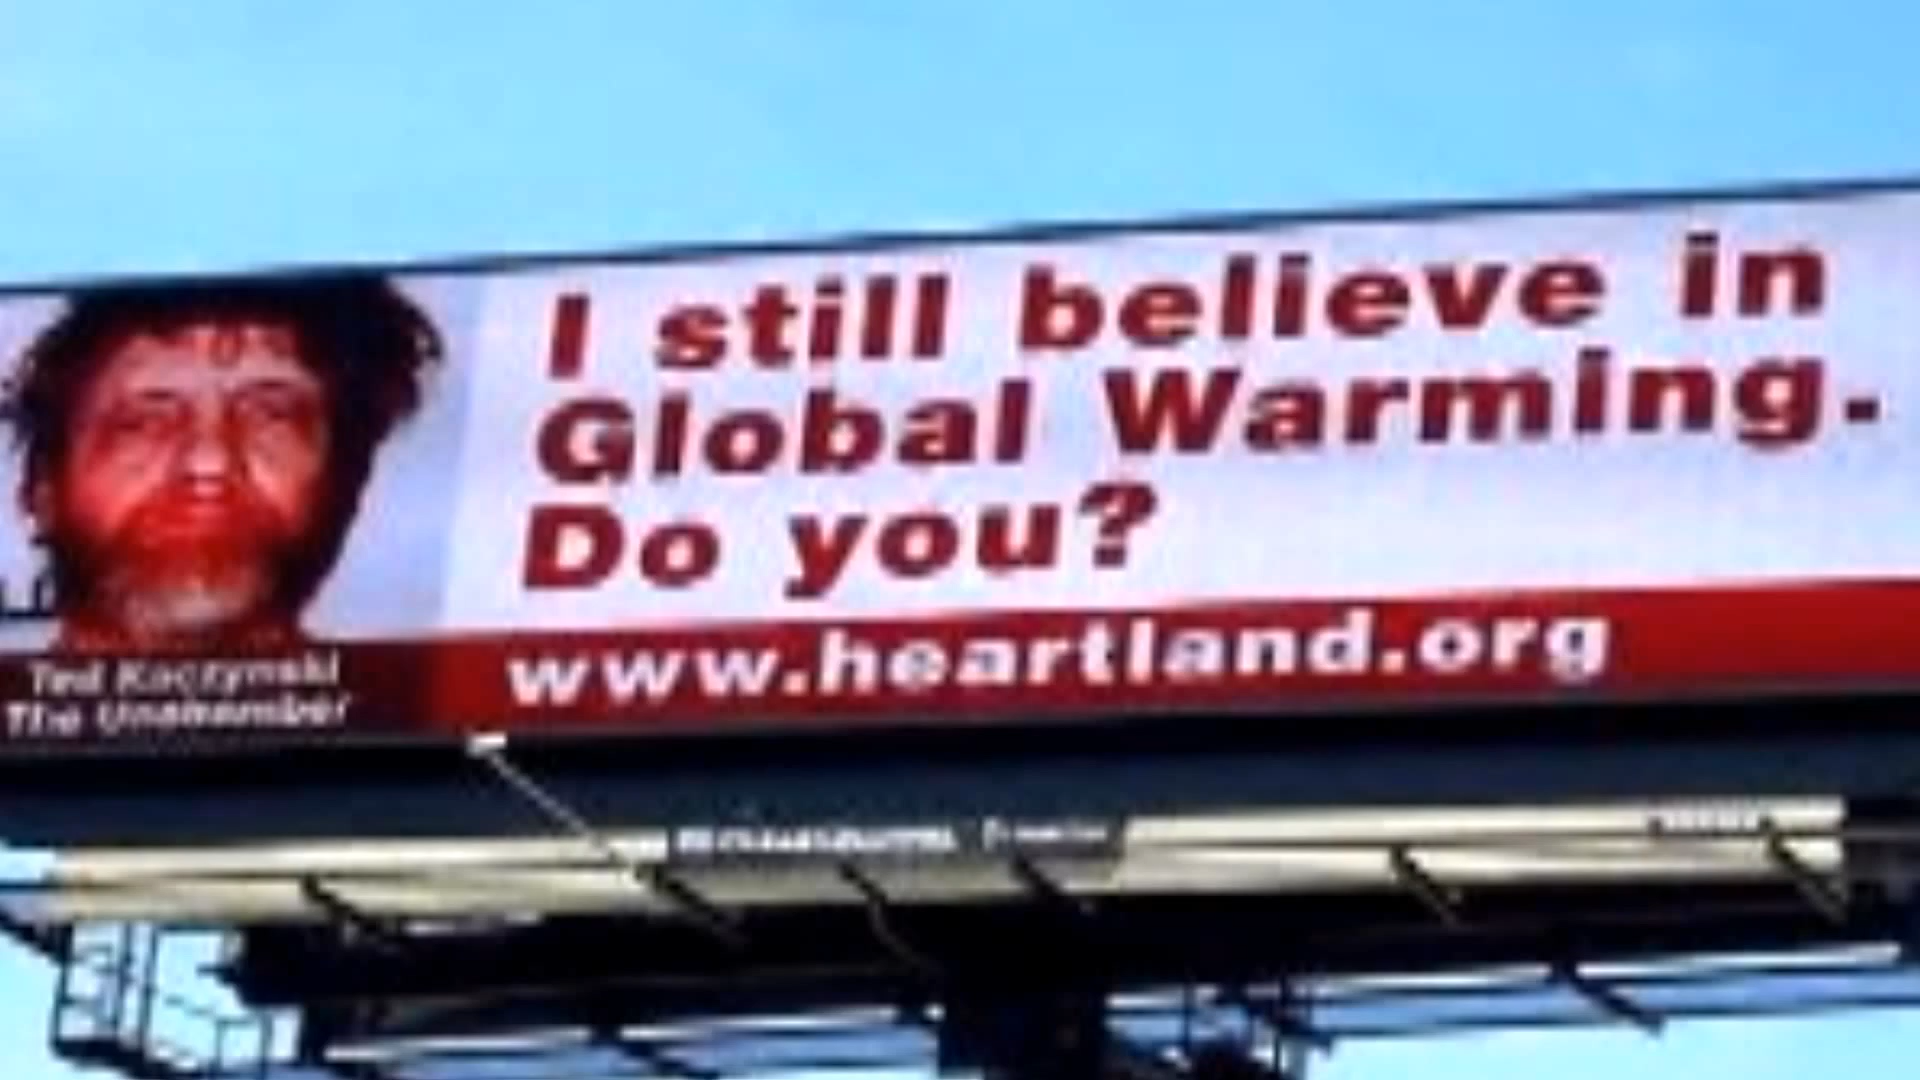 I still believe in
Global Warming.
Do you?
www.heartland.org
Ted Kaczynski
The Unabomber